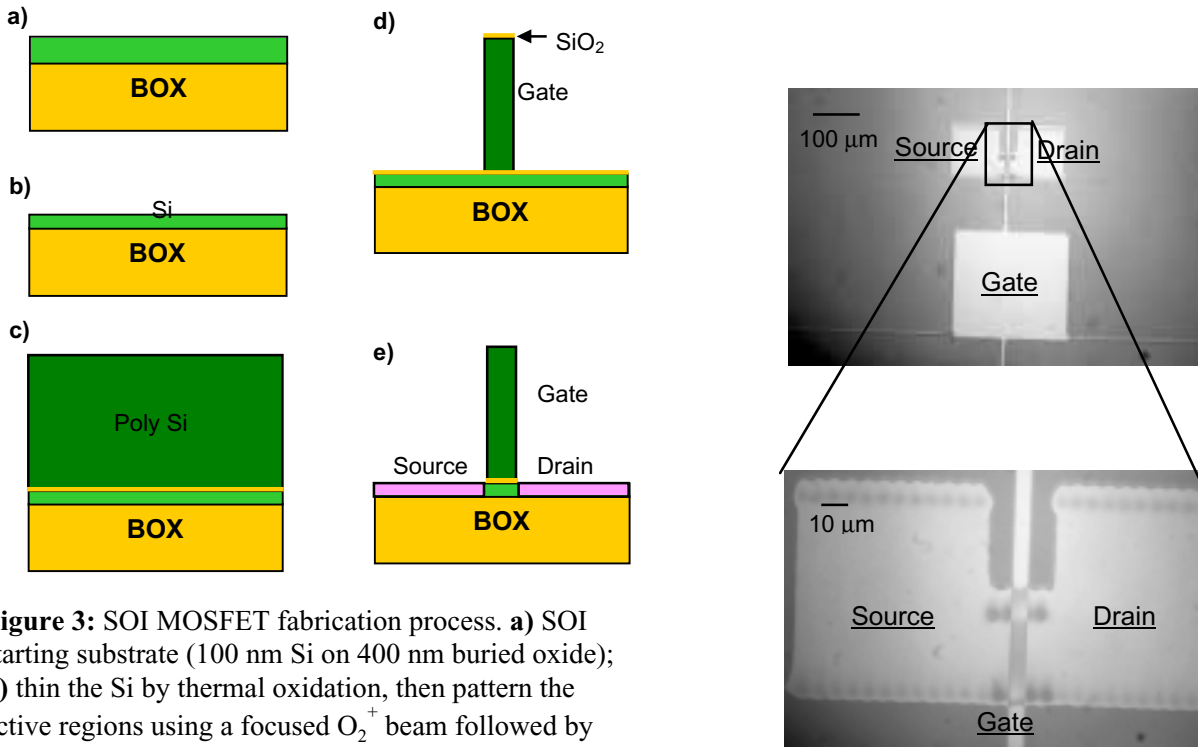 a)
BOX
b)
Si
BOX
c)
Poly Si
BOX
d)
SiO₂
Gate
BOX
e)
Gate
Source
Drain
BOX
igure 3: SOI MOSFET fabrication process. a) SOI
tarting substrate (100 nm Si on 400 nm buried oxide);
) thin the Si by thermal oxidation, then pattern the
ctive regions using a focused O₂⁺ beam followed by
100 μm
Source
Drain
Gate
10 μm
Source
Drain
Gate